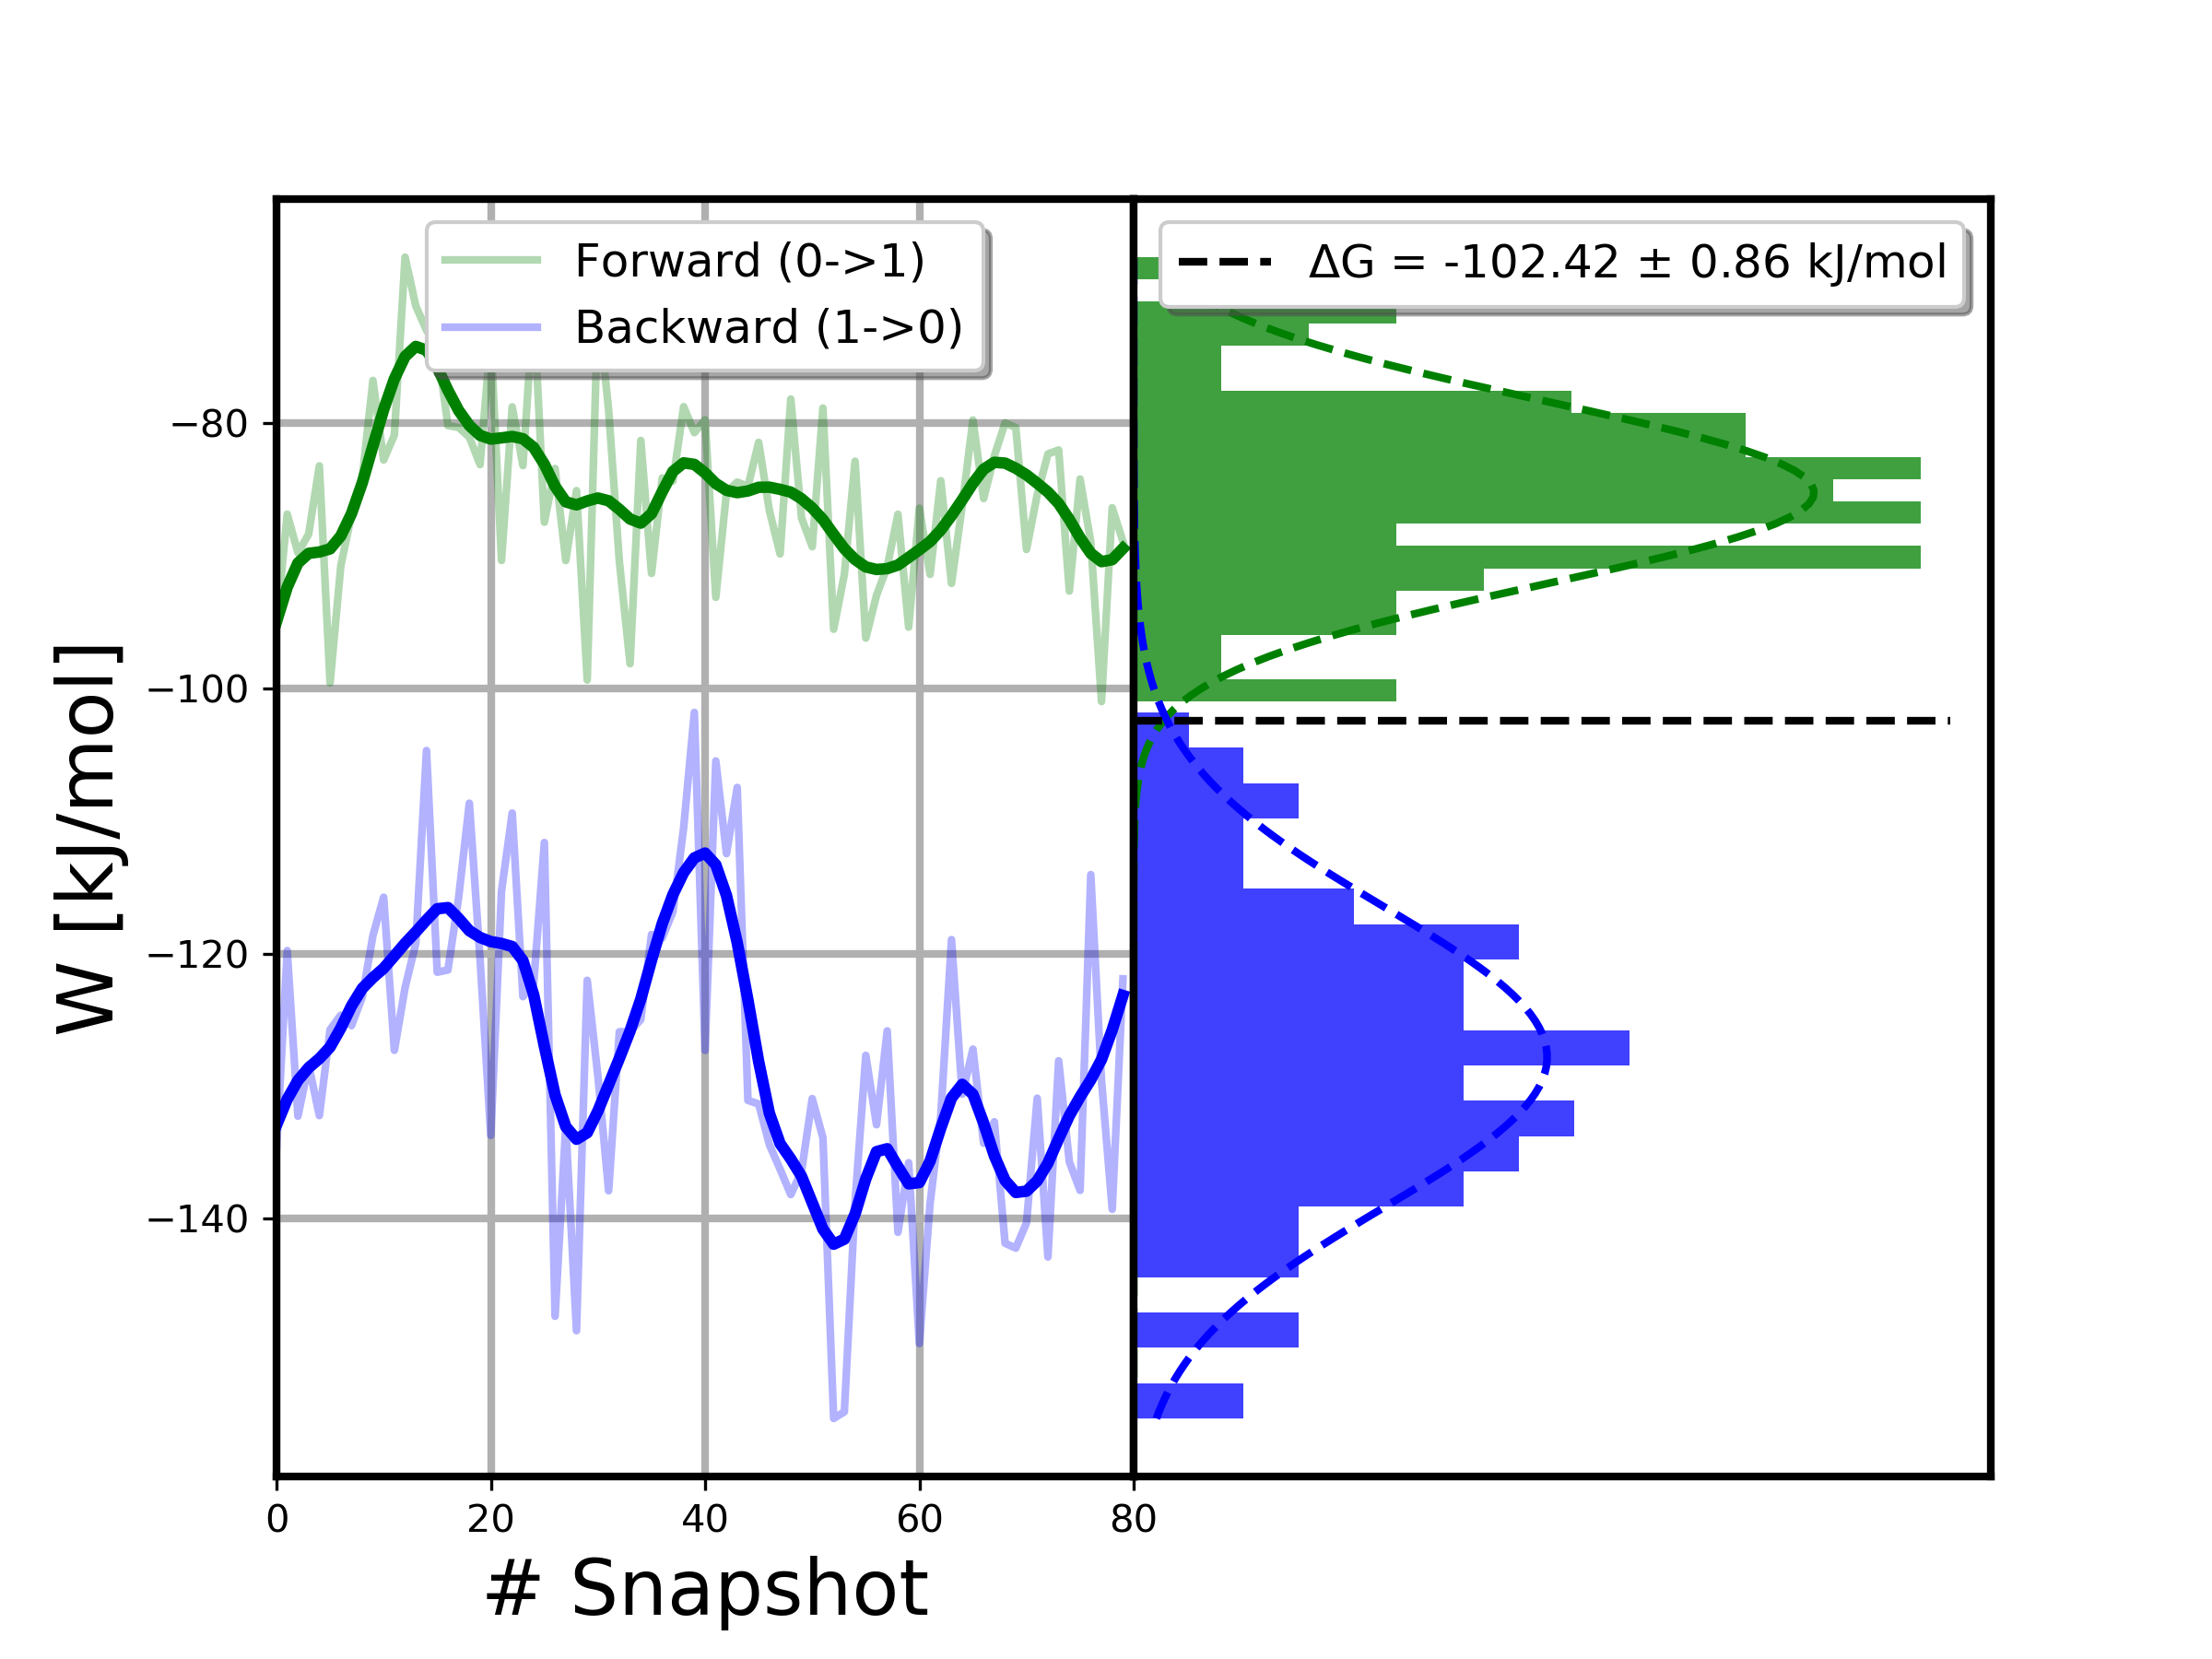 Forward (0->1)
Backward (1->0)
ΔG = -102.42 ± 0.86 kJ/mol
W [kJ/mol]
−80
−100
−120
−140
0 20 40 60 80
# Snapshot